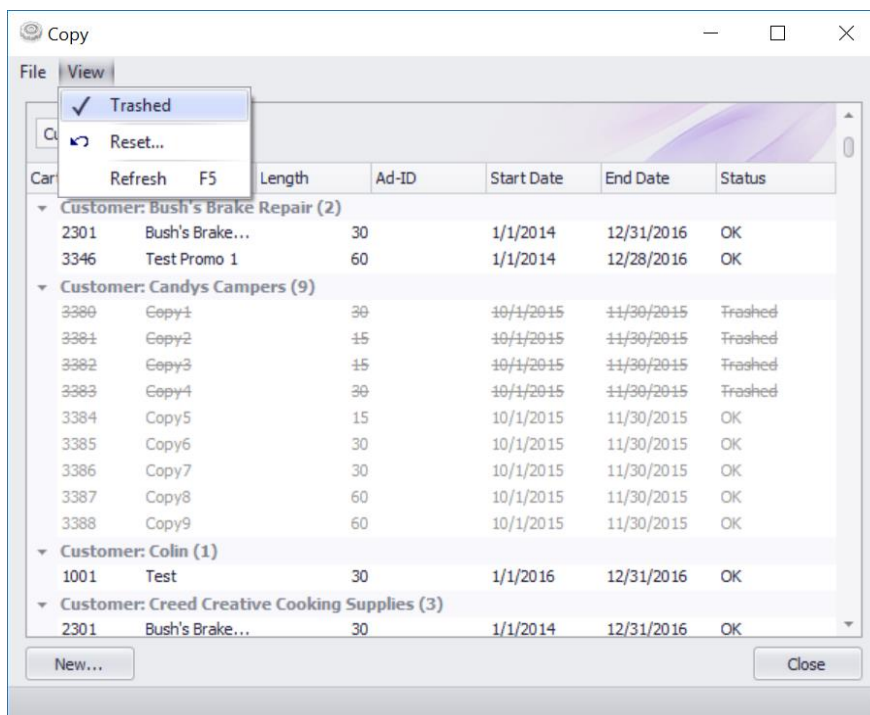 Copy
File View
Trashed
Reset...
Refresh F5
Cu
Cart Length Ad-ID Start Date End Date Status
Customer: Bush's Brake Repair (2)
2301 Bush's Brake... 30 1/1/2014 12/31/2016 OK
3346 Test Promo 1 60 1/1/2014 12/28/2016 OK
Customer: Candys Campers (9)
3380 Copy1 30 10/1/2015 11/30/2015 Trashed
3381 Copy2 15 10/1/2015 11/30/2015 Trashed
3382 Copy3 15 10/1/2015 11/30/2015 Trashed
3383 Copy4 30 10/1/2015 11/30/2015 Trashed
3384 Copy5 15 10/1/2015 11/30/2015 OK
3385 Copy6 30 10/1/2015 11/30/2015 OK
3386 Copy7 30 10/1/2015 11/30/2015 OK
3387 Copy8 60 10/1/2015 11/30/2015 OK
3388 Copy9 60 10/1/2015 11/30/2015 OK
Customer: Colin (1)
1001 Test 30 1/1/2016 12/31/2016 OK
Customer: Creed Creative Cooking Supplies (3)
2301 Bush's Brake... 30 1/1/2014 12/31/2016 OK
New... Close